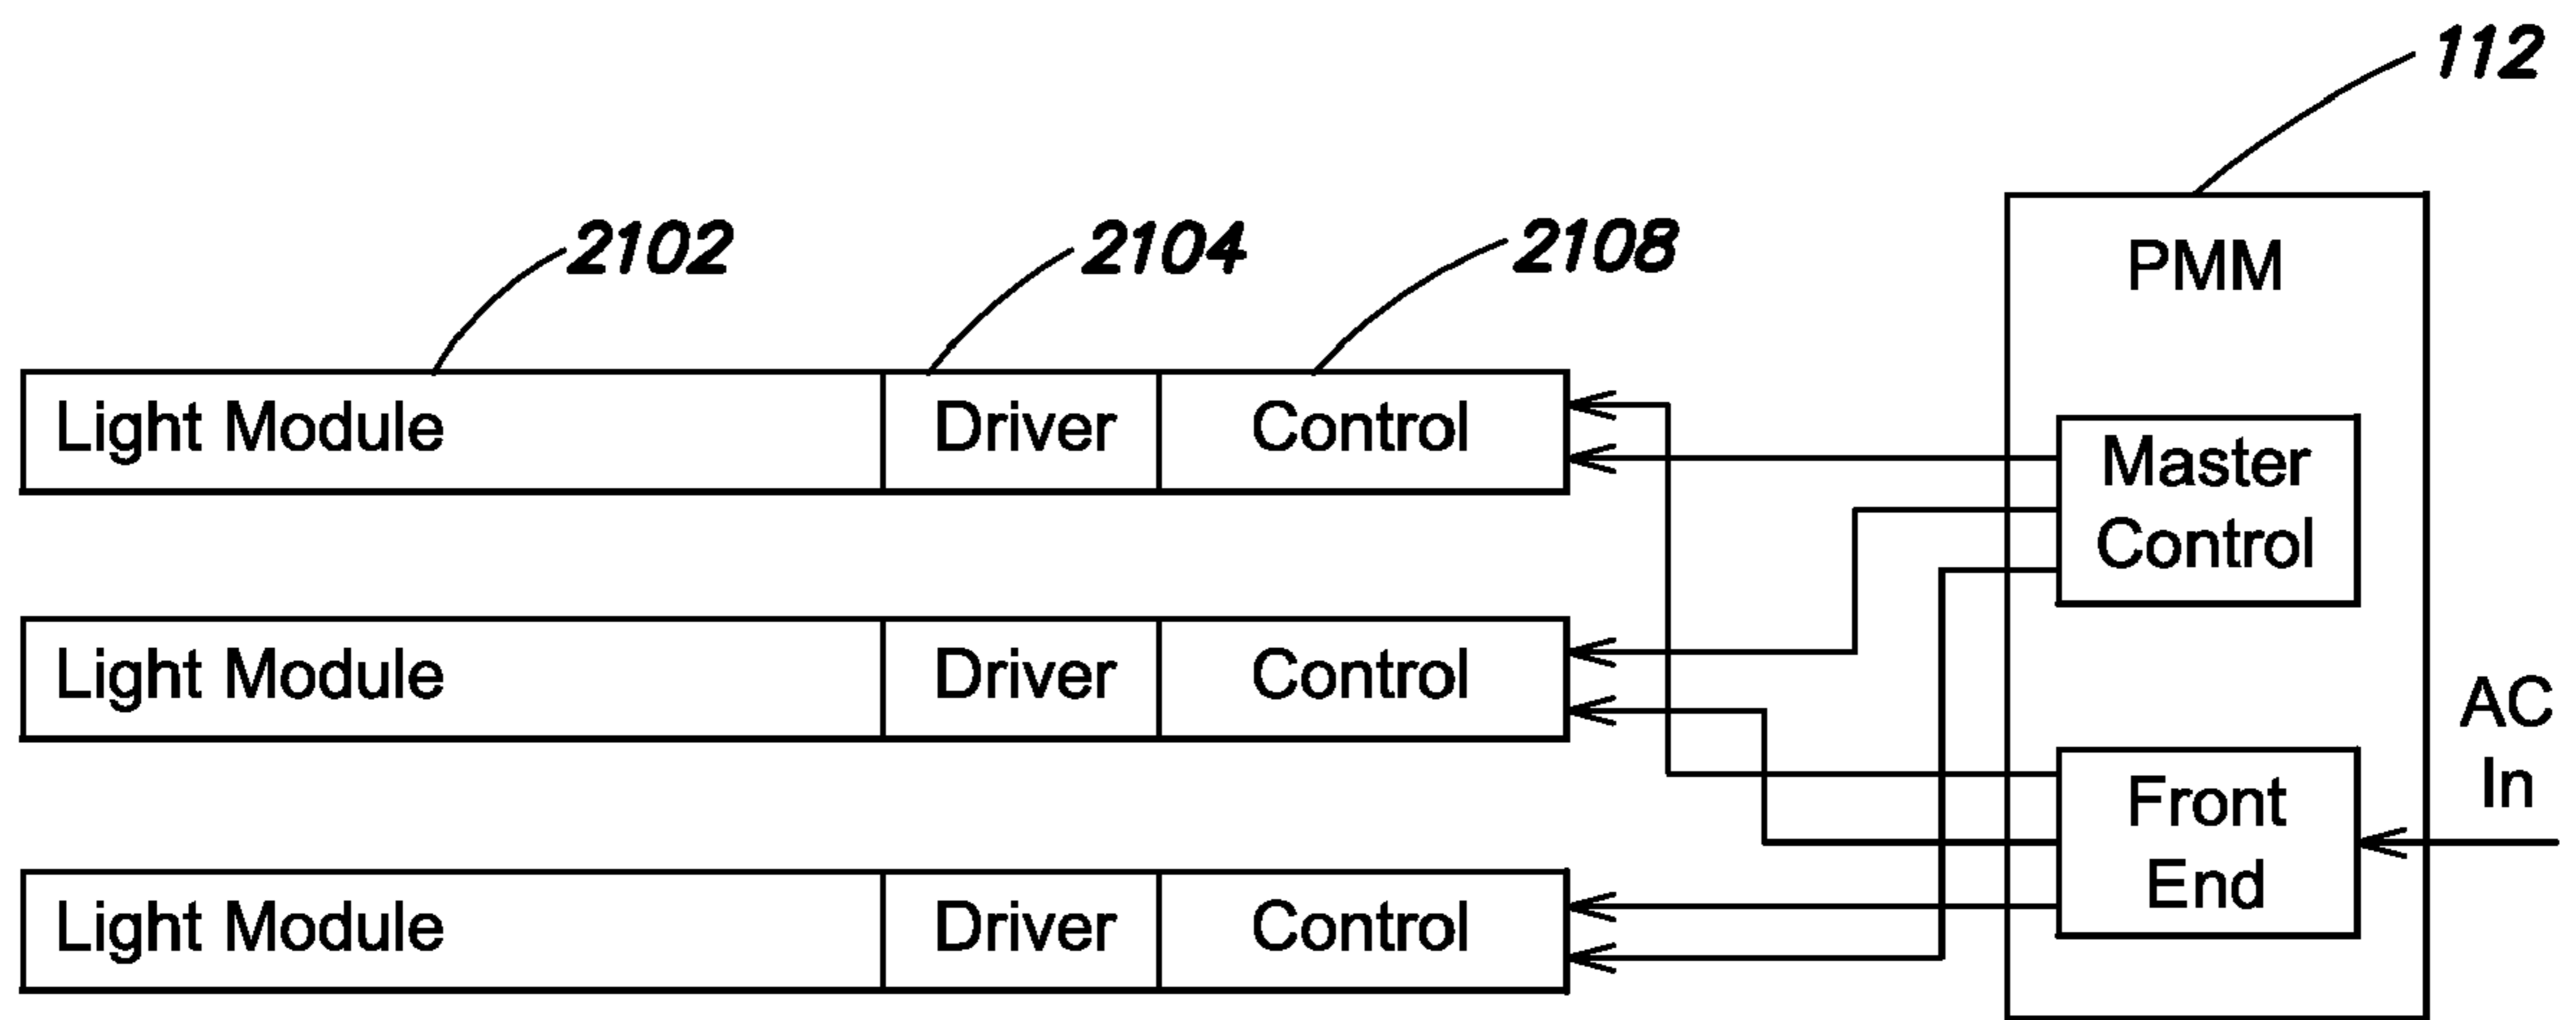 112
2102
2104
2108
PMM
Light Module
Driver
Control
Master
Control
Light Module
Driver
Control
AC
In
Front
End
Light Module
Driver
Control